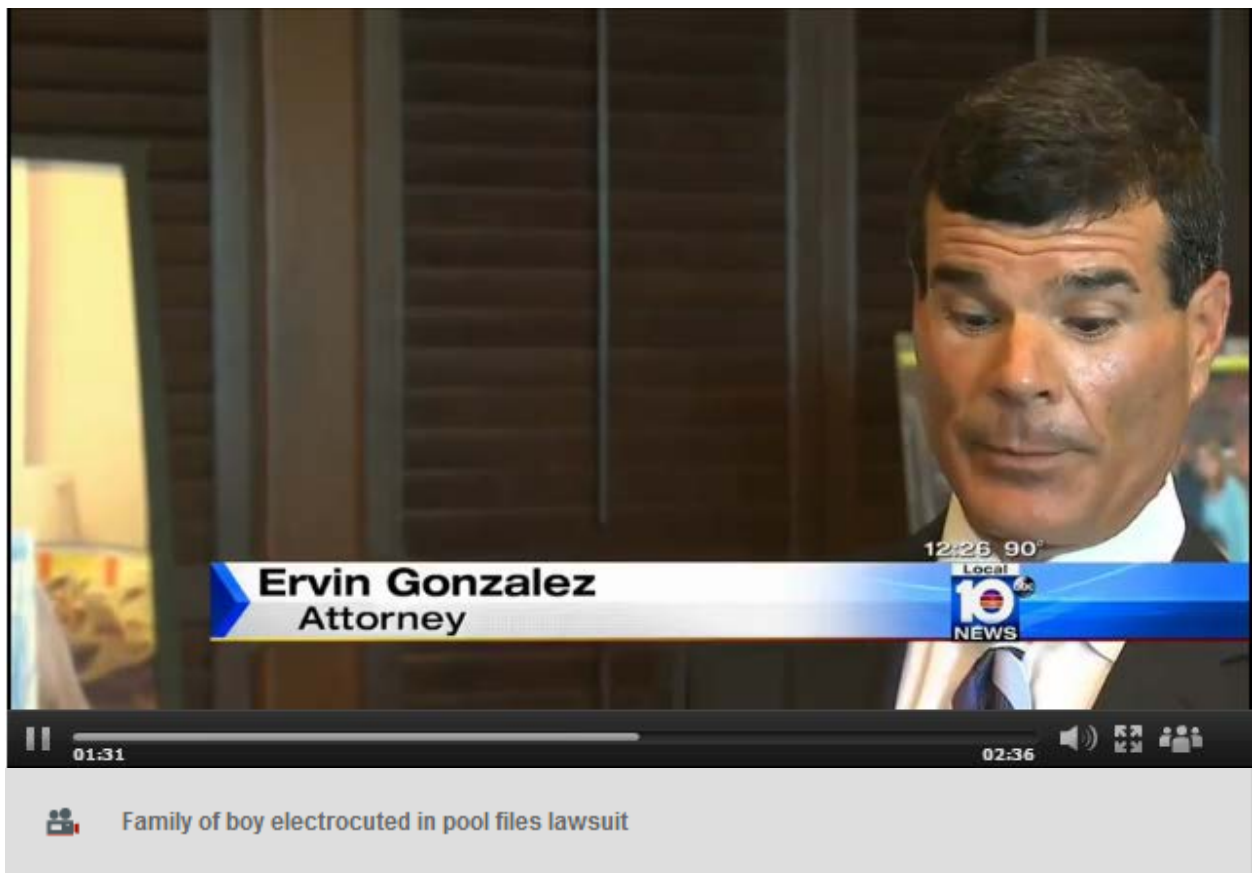 12:26 90°
Ervin Gonzalez
Attorney
Local
10
abc
NEWS
01:31
02:36
Family of boy electrocuted in pool files lawsuit